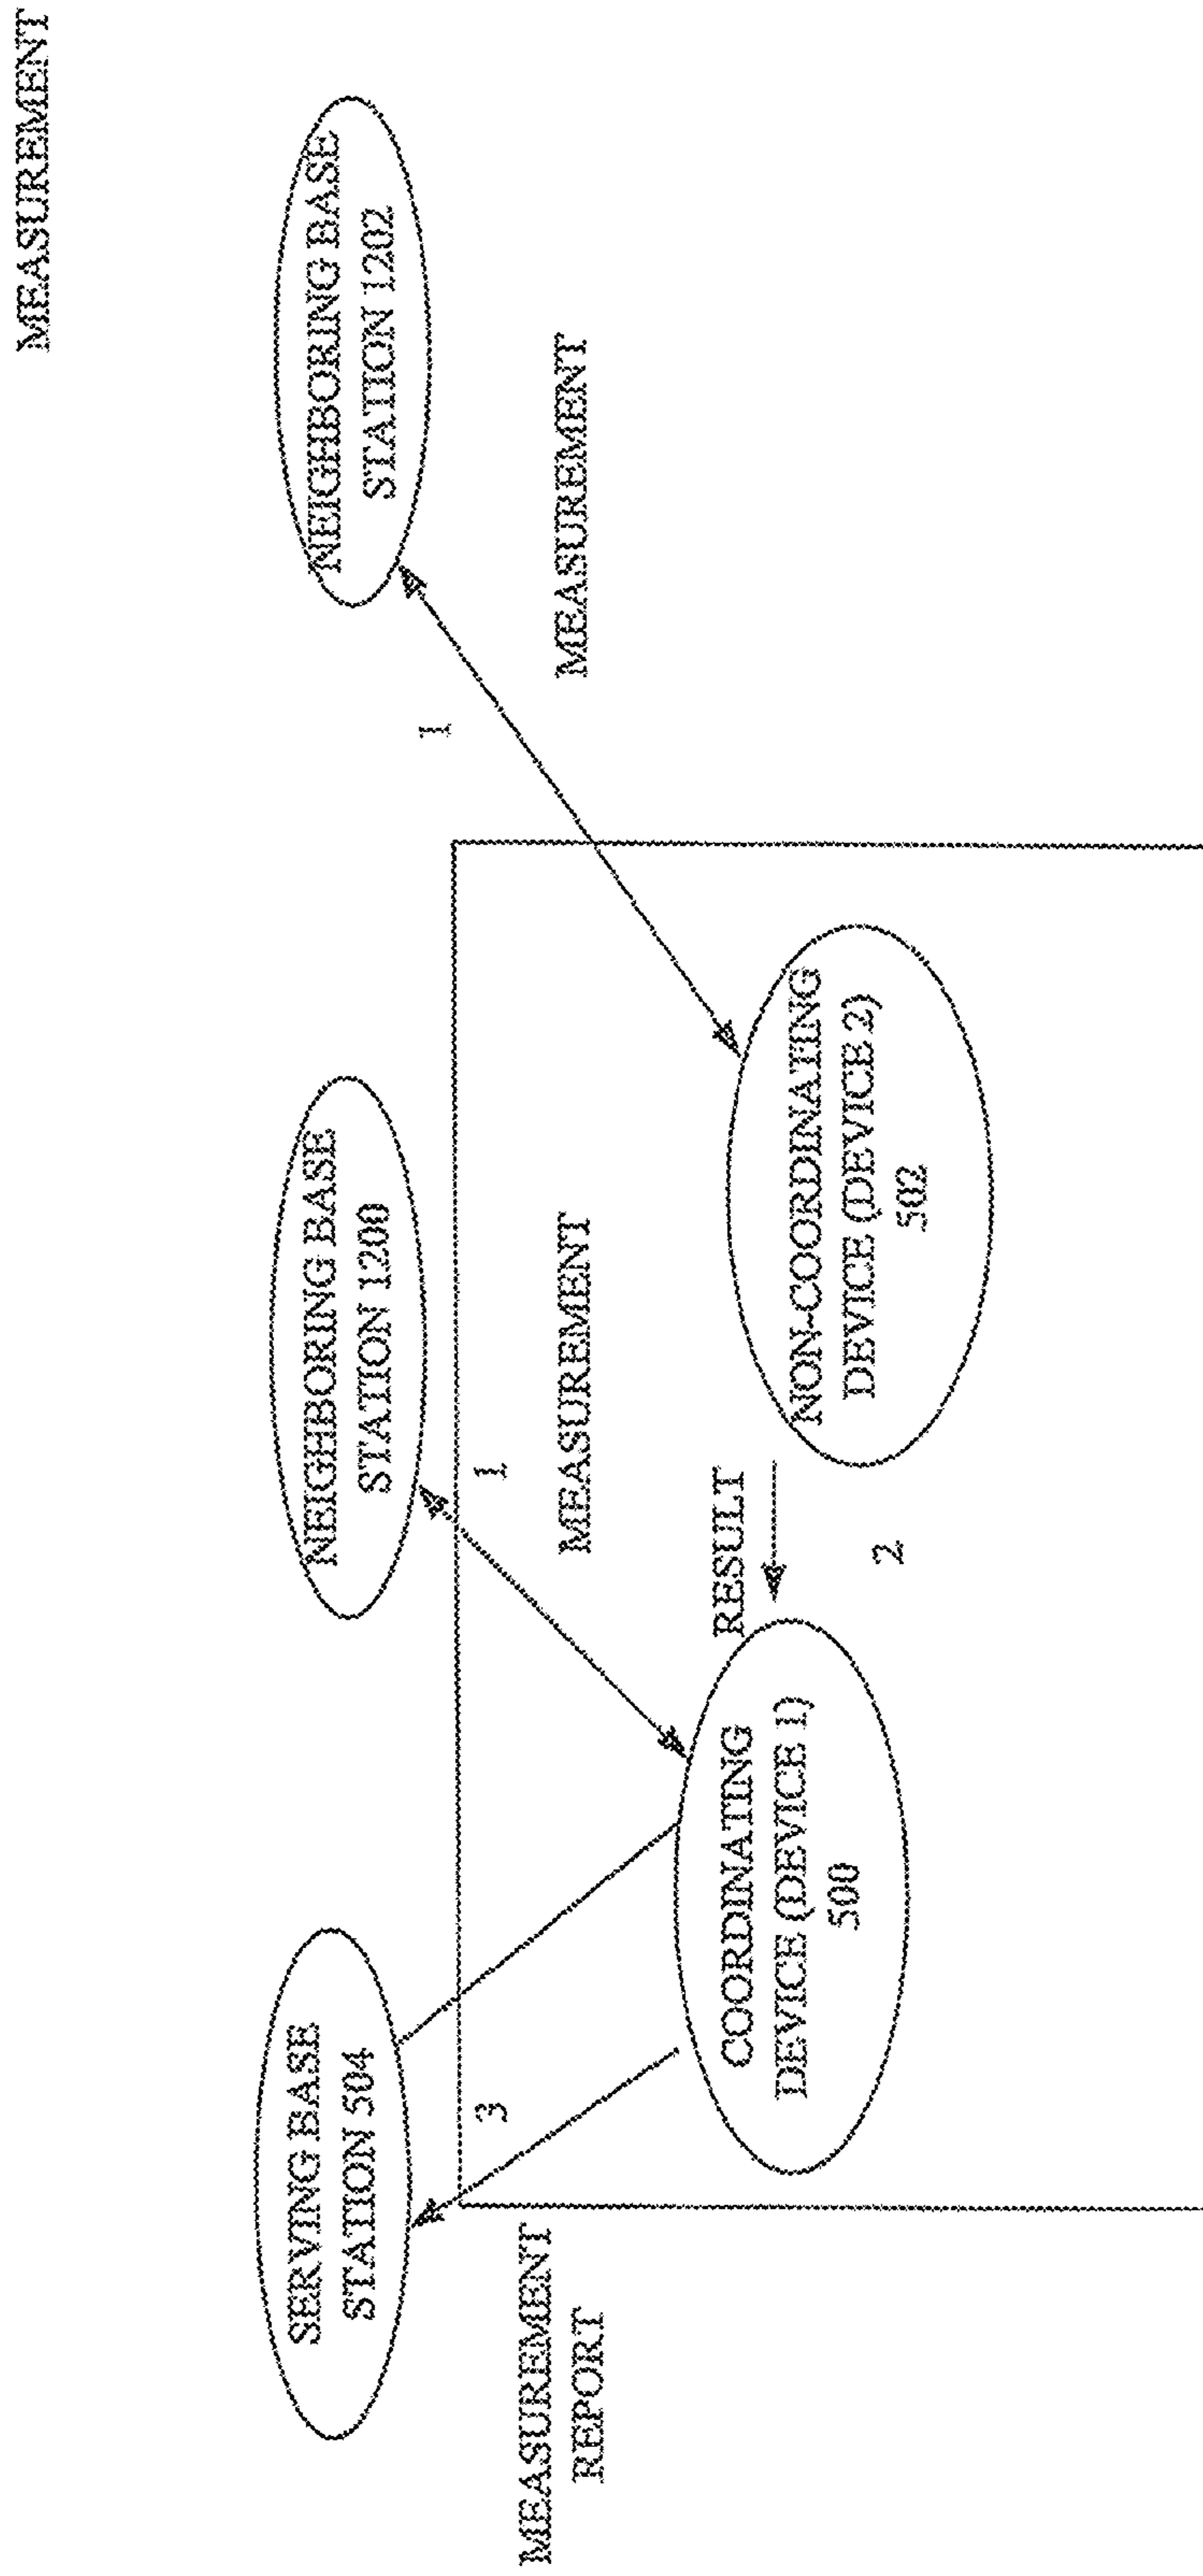 MEASUREMENT
SERVING BASE
STATION 504
NEIGHBORING BASE
STATION 1200
NEIGHBORING BASE
STATION 1202
MEASUREMENT
REPORT
3
1
1
MEASUREMENT
MEASUREMENT
COORDINATING
DEVICE (DEVICE 1)
500
RESULT
2
NON-COORDINATING
DEVICE (DEVICE 2)
502